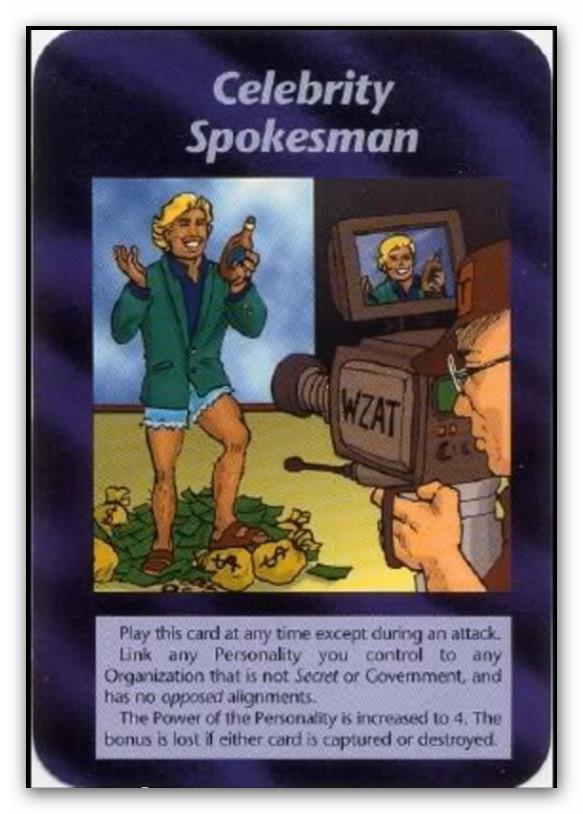 Celebrity
Spokesman
WZAT
$
$
$
Play this card at any time except during an attack.
Link any Personality you control to any
Organization that is not Secret or Government, and
has no opposed alignments.
The Power of the Personality is increased to 4. The
bonus is lost if either card is captured or destroyed.